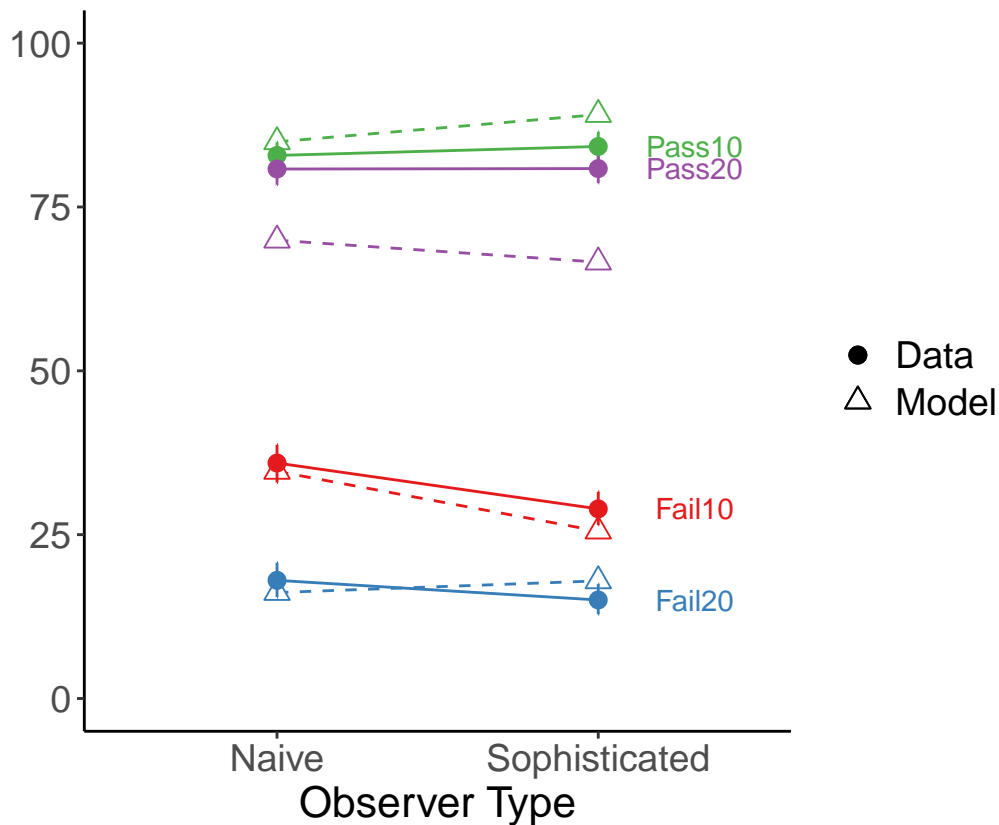 100
75
50
25
0
Pass10
Pass20
Fail10
Fail20
Data
Model
Naive
Sophisticated
Observer Type